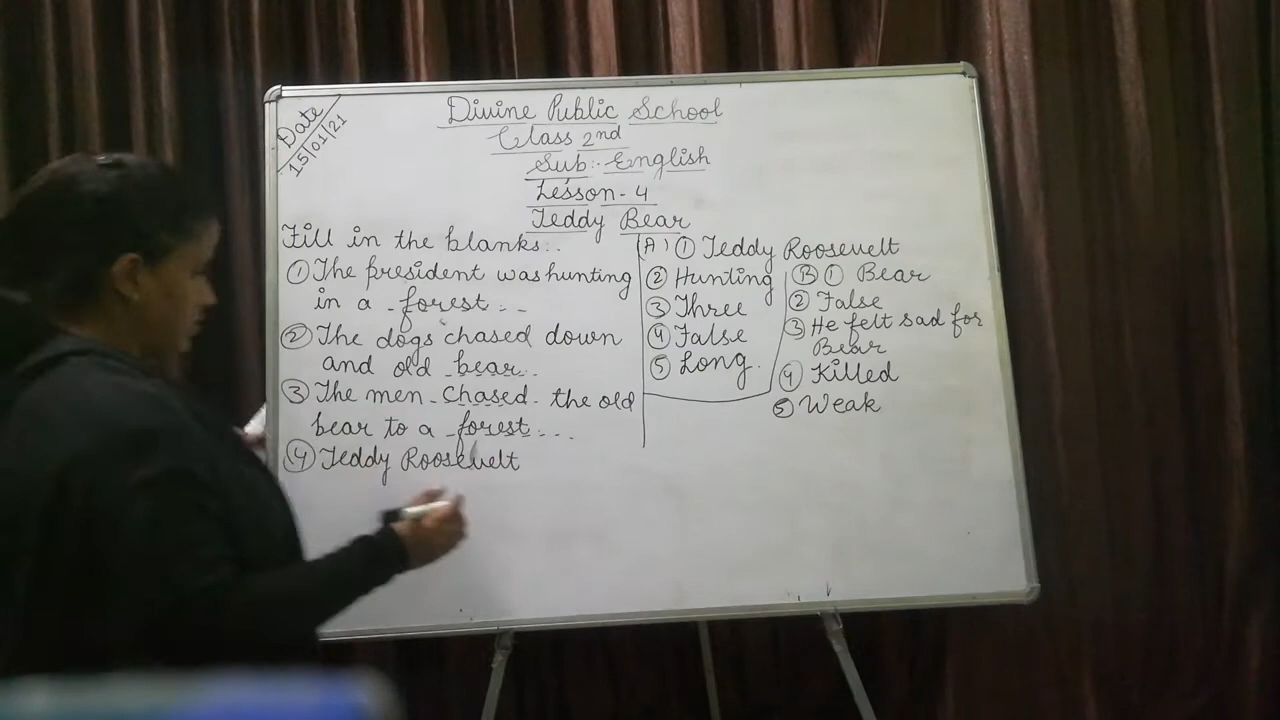 Date
15/01/21
Divine Public School
Class 2nd
Sub:- English
Lesson-4
Teddy Bear
Fill in the blanks:.
① The president was hunting
in a -forest---
② The dogs chased down
and old bear..
③ The men -chased- the old
bear to a -forest---
④ Teddy Roosevelt
(A) ① Teddy Roosevelt
② Hunting
③ Three
④ False
⑤ Long.
(B) ① Bear
② False
③ He felt sad for
Bear
④ Killed
⑤ Weak